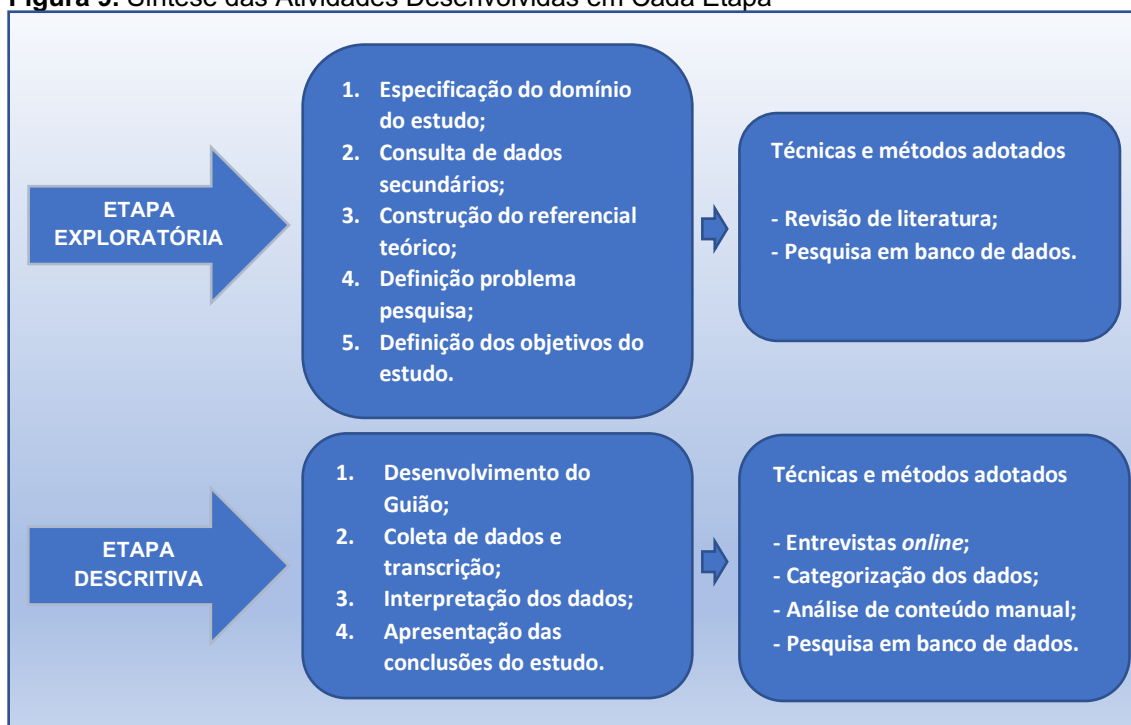 Figura 9. Síntese das Atividades Desenvolvidas em Cada Etapa
ETAPA
EXPLORATÓRIA
1. Especificação do domínio
do estudo;
2. Consulta de dados
secundários;
3. Construção do referencial
teórico;
4. Definição problema
pesquisa;
5. Definição dos objetivos do
estudo.
Técnicas e métodos adotados
- Revisão de literatura;
- Pesquisa em banco de dados.
ETAPA
DESCRITIVA
1. Desenvolvimento do
Guião;
2. Coleta de dados e
transcrição;
3. Interpretação dos dados;
4. Apresentação das
conclusões do estudo.
Técnicas e métodos adotados
- Entrevistas online;
- Categorização dos dados;
- Análise de conteúdo manual;
- Pesquisa em banco de dados.